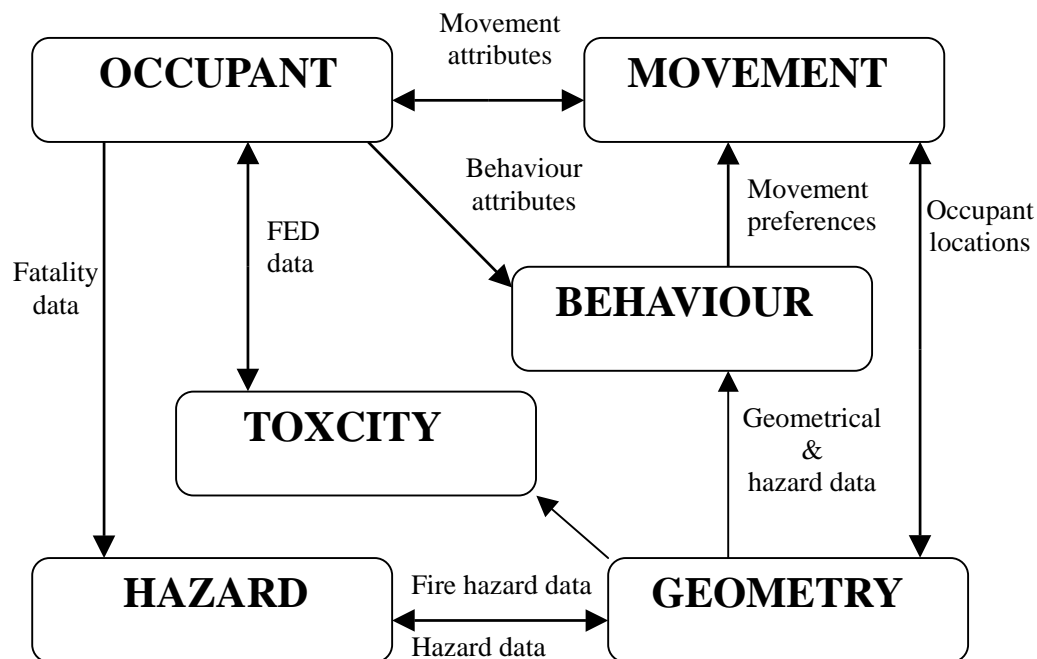 Movement
attributes
OCCUPANT
MOVEMENT
Behaviour
attributes
Movement
preferences
Occupant
locations
FED
data
Fatality
data
BEHAVIOUR
TOXCITY
Geometrical
&
hazard data
HAZARD
Fire hazard data
Hazard data
GEOMETRY